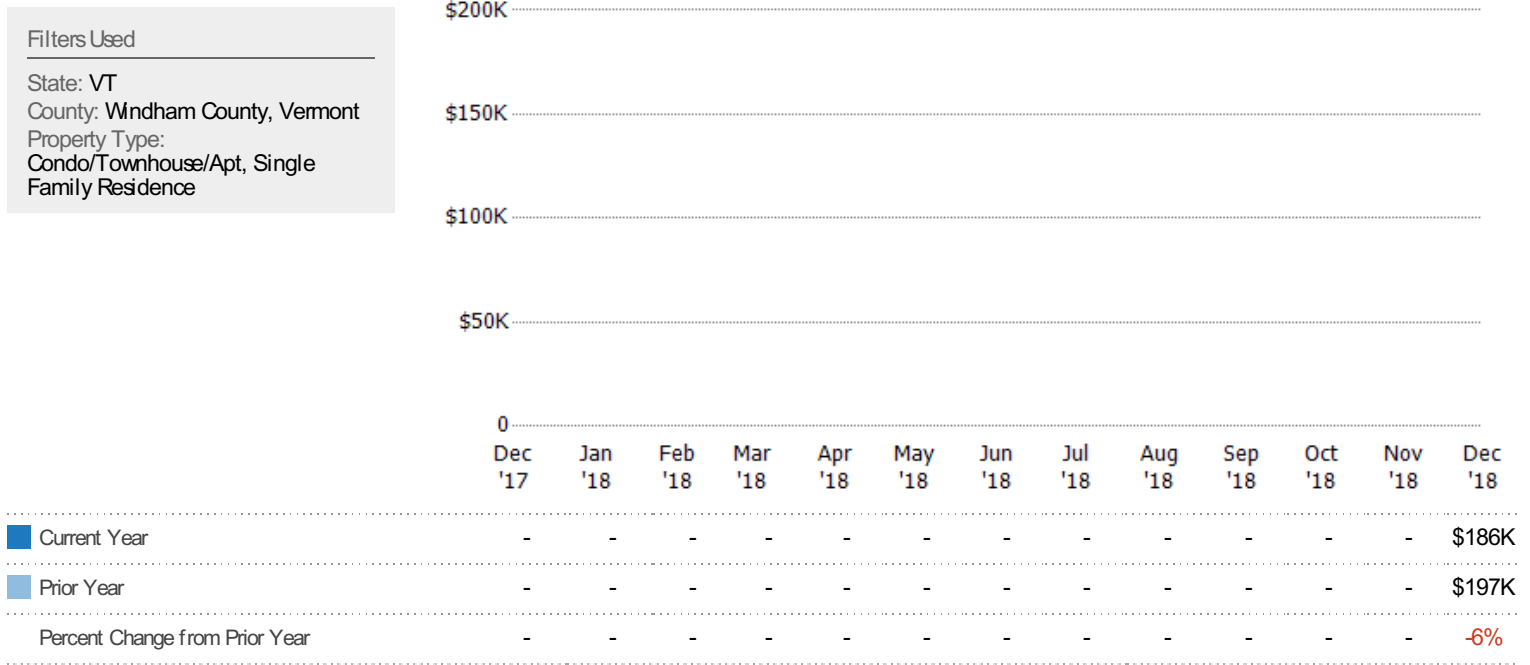 Filters Used
State: VT
County: Windham County, Vermont
Property Type:
Condo/Townhouse/Apt, Single
Family Residence
$200K
$150K
$100K
$50K
0
Dec Jan Feb Mar Apr May Jun Jul Aug Sep Oct Nov Dec
'17 '18 '18 '18 '18 '18 '18 '18 '18 '18 '18 '18 '18
Current Year - - - - - - - - - - - - $186K
Prior Year - - - - - - - - - - - - $197K
Percent Change from Prior Year - - - - - - - - - - - - -6%